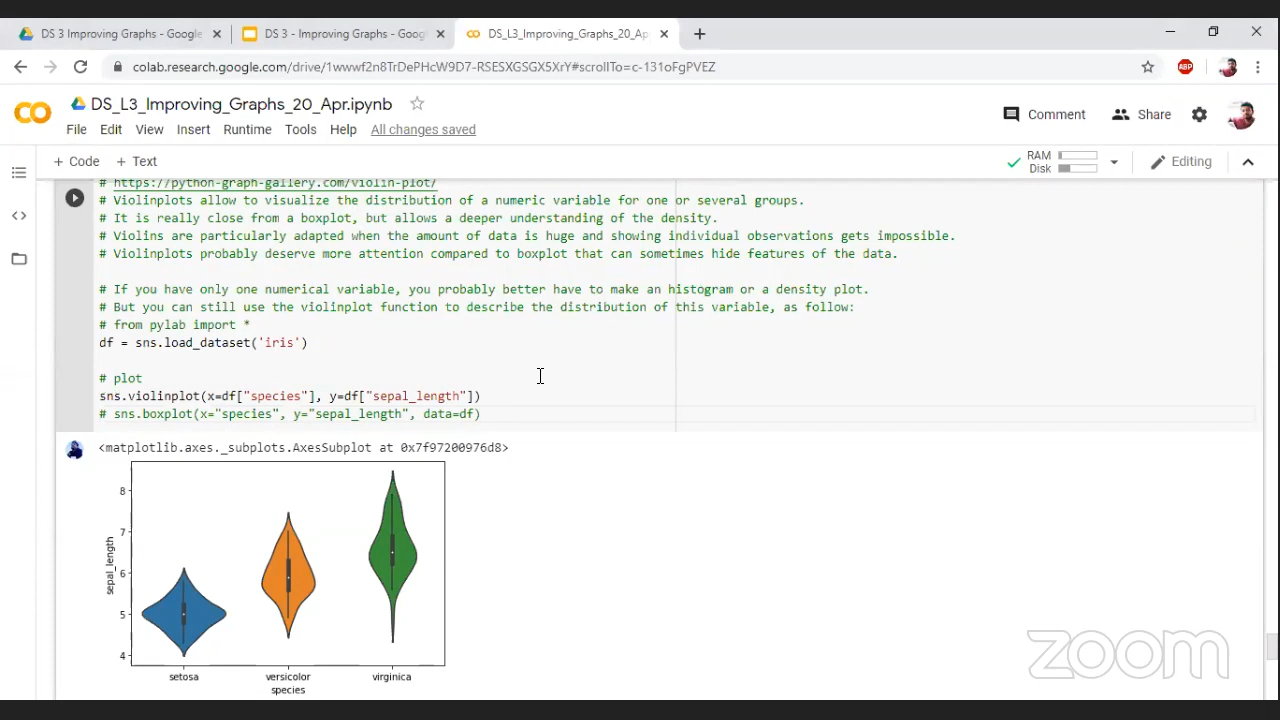 DS 3 Improving Graphs - Google
DS 3 - Improving Graphs - Goog
DS_L3_Improving_Graphs_20_Ap
colab.research.google.com/drive/1wwwf2n8TrDePHcW9D7-RSESXGSGX5XrY#scrollTo=c-131oFgPVEZ
ABP
DS_L3_Improving_Graphs_20_Apr.ipynb
Comment
Share
File Edit View Insert Runtime Tools Help All changes saved
+ Code + Text
RAM
Disk
Editing
# https://python-graph-gallery.com/violin-plot/
# Violinplots allow to visualize the distribution of a numeric variable for one or several groups.
# It is really close from a boxplot, but allows a deeper understanding of the density.
# Violins are particularly adapted when the amount of data is huge and showing individual observations gets impossible.
# Violinplots probably deserve more attention compared to boxplot that can sometimes hide features of the data.
# If you have only one numerical variable, you probably better have to make an histogram or a density plot.
# But you can still use the violinplot function to describe the distribution of this variable, as follow:
# from pylab import *
df = sns.load_dataset('iris')
# plot
sns.violinplot(x=df["species"], y=df["sepal_length"])
# sns.boxplot(x="species", y="sepal_length", data=df)
<matplotlib.axes._subplots.AxesSubplot at 0x7f97200976d8>
8
7
6
5
4
sepal_length
setosa versicolor virginica
species
zoom